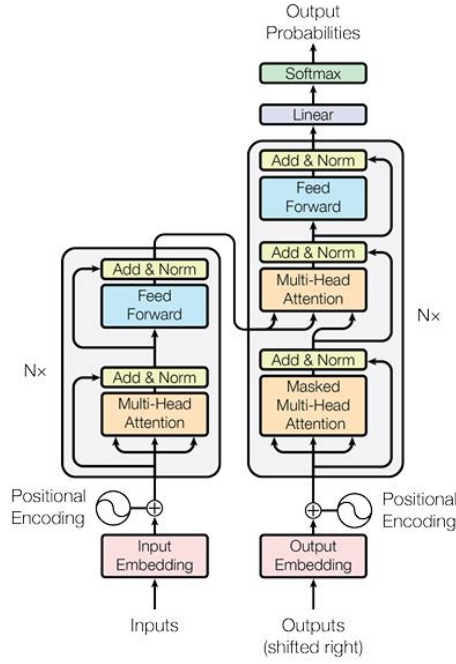 Output
Probabilities
Softmax
Linear
Add & Norm
Feed
Forward
Add & Norm
Multi-Head
Attention
Add & Norm
Masked
Multi-Head
Attention
N×
Add & Norm
Feed
Forward
Add & Norm
Multi-Head
Attention
N×
Positional
Encoding
Positional
Encoding
Input
Embedding
Output
Embedding
Inputs
Outputs
(shifted right)